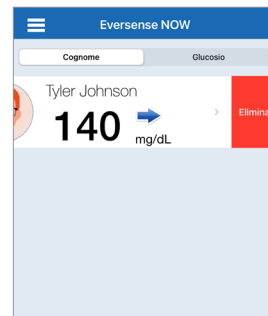 Eversense NOW
Cognome Glucosio
Tyler Johnson
140 mg/dL
Elimina